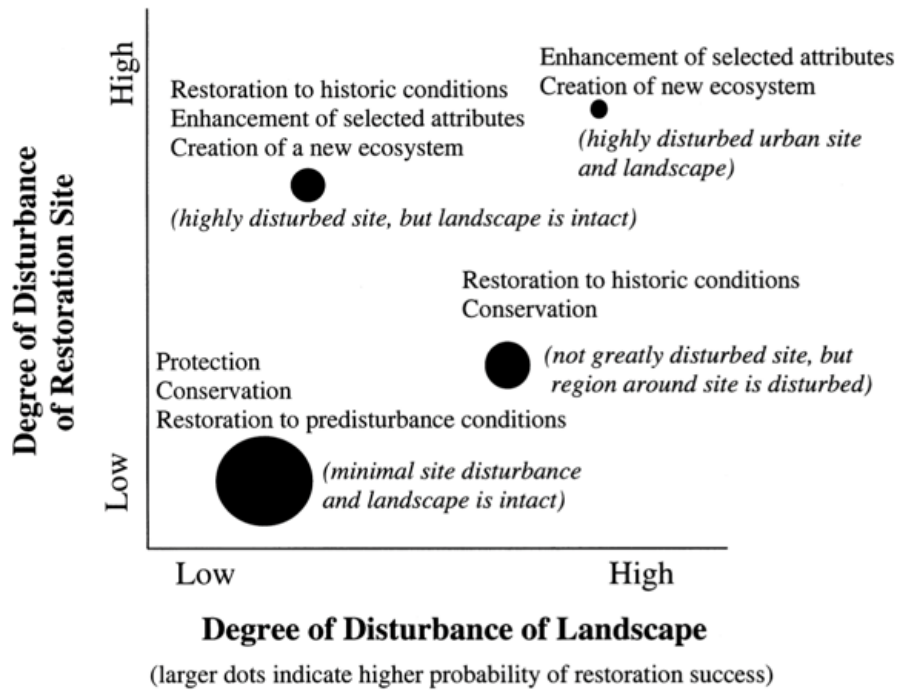 High
Degree of Disturbance
of Restoration Site
Low
Restoration to historic conditions
Enhancement of selected attributes
Creation of a new ecosystem
(highly disturbed site, but landscape is intact)
Enhancement of selected attributes
Creation of new ecosystem
(highly disturbed urban site
and landscape)
Restoration to historic conditions
Conservation
(not greatly disturbed site, but
region around site is disturbed)
Protection
Conservation
Restoration to predisturbance conditions
(minimal site disturbance
and landscape is intact)
Low
High
Degree of Disturbance of Landscape
(larger dots indicate higher probability of restoration success)